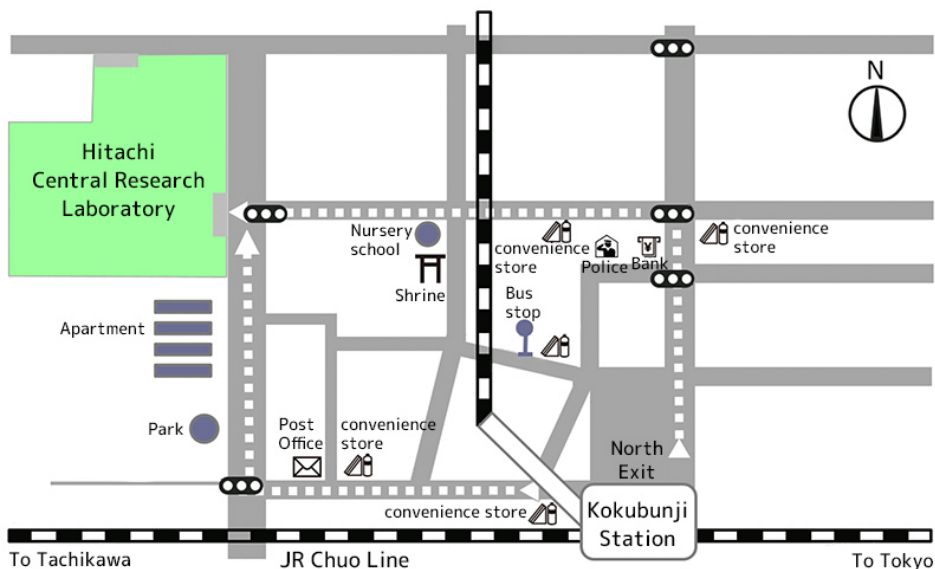 N
Hitachi
Central Research
Laboratory
Nursery
school
convenience
store
Police
Bank
¥
convenience
store
Shrine
Bus
stop
Apartment
Park
Post
Office
convenience
store
North
Exit
convenience store
Kokubunji
Station
To Tachikawa
JR Chuo Line
To Tokyo